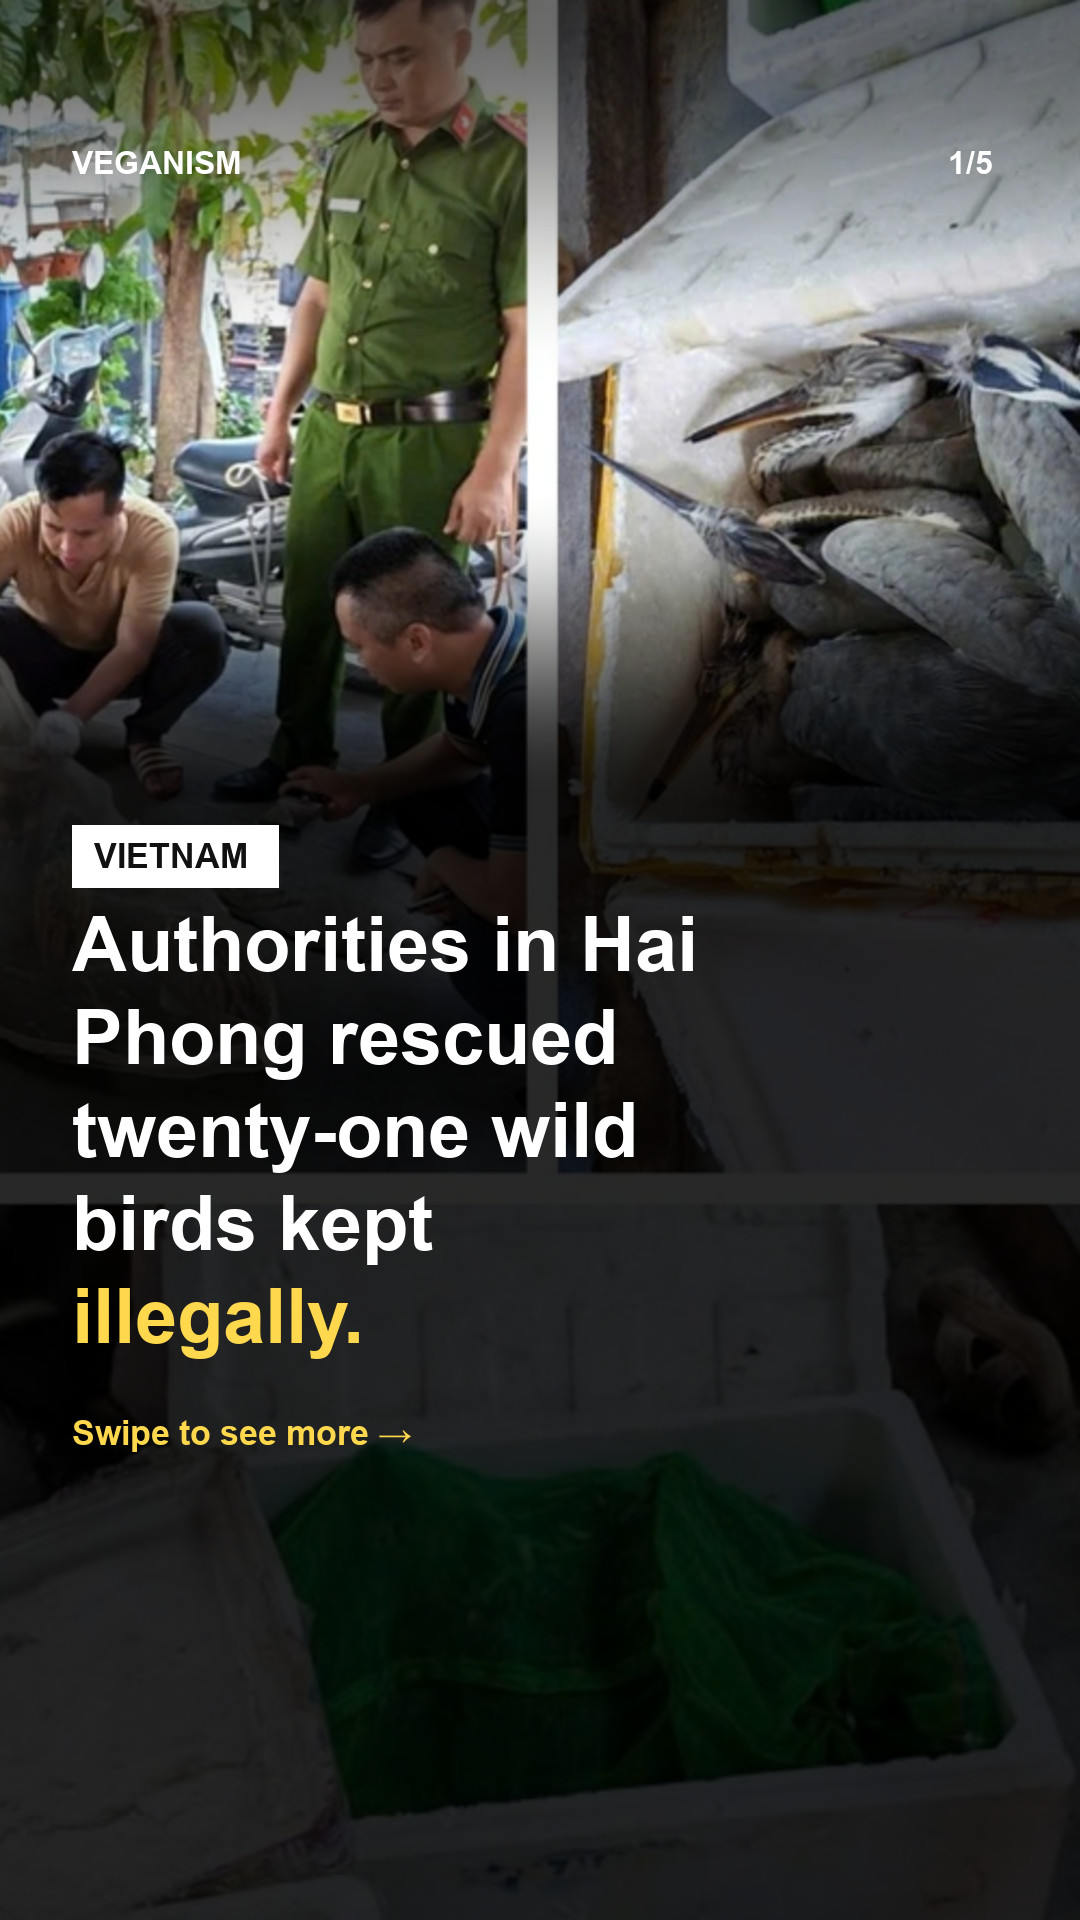 VEGANISM
1/5
VIETNAM
Authorities in Hai
Phong rescued
twenty-one wild
birds kept
illegally.
Swipe to see more →